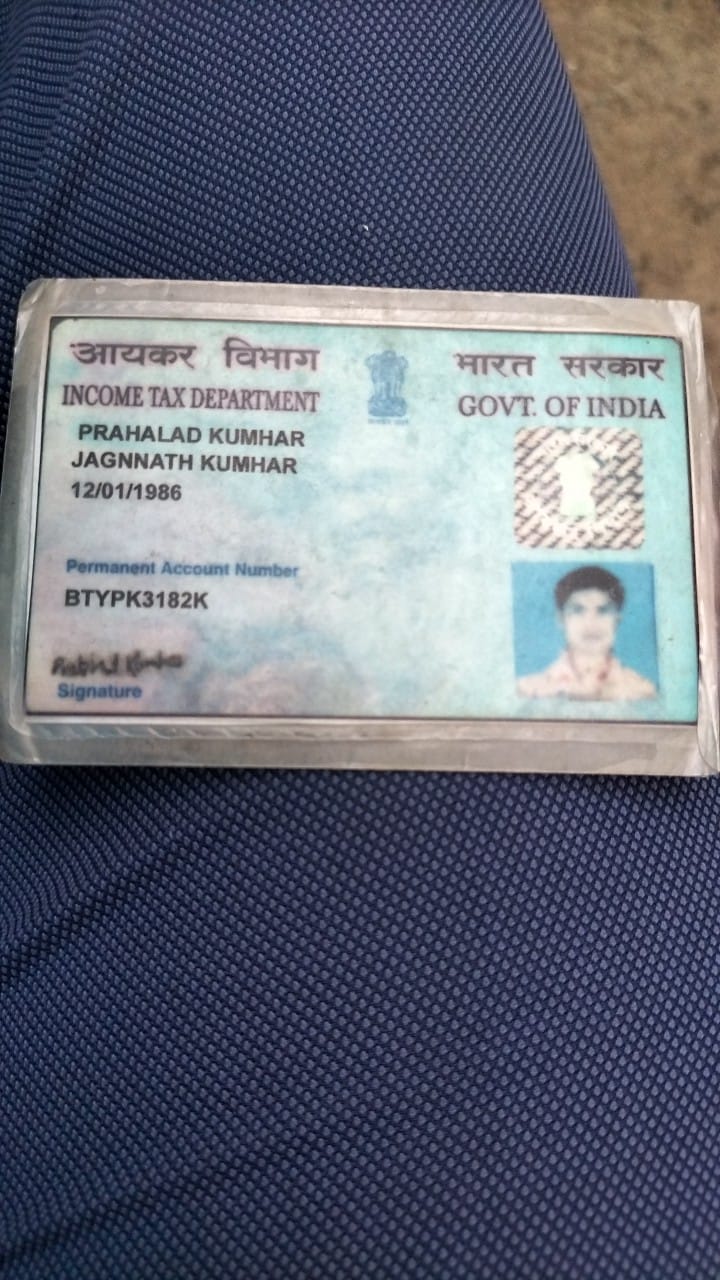 आयकर विभाग
INCOME TAX DEPARTMENT
भारत सरकार
GOVT. OF INDIA
PRAHALAD KUMHAR
JAGNNATH KUMHAR
12/01/1986
Permanent Account Number
BTYPK3182K
Signature